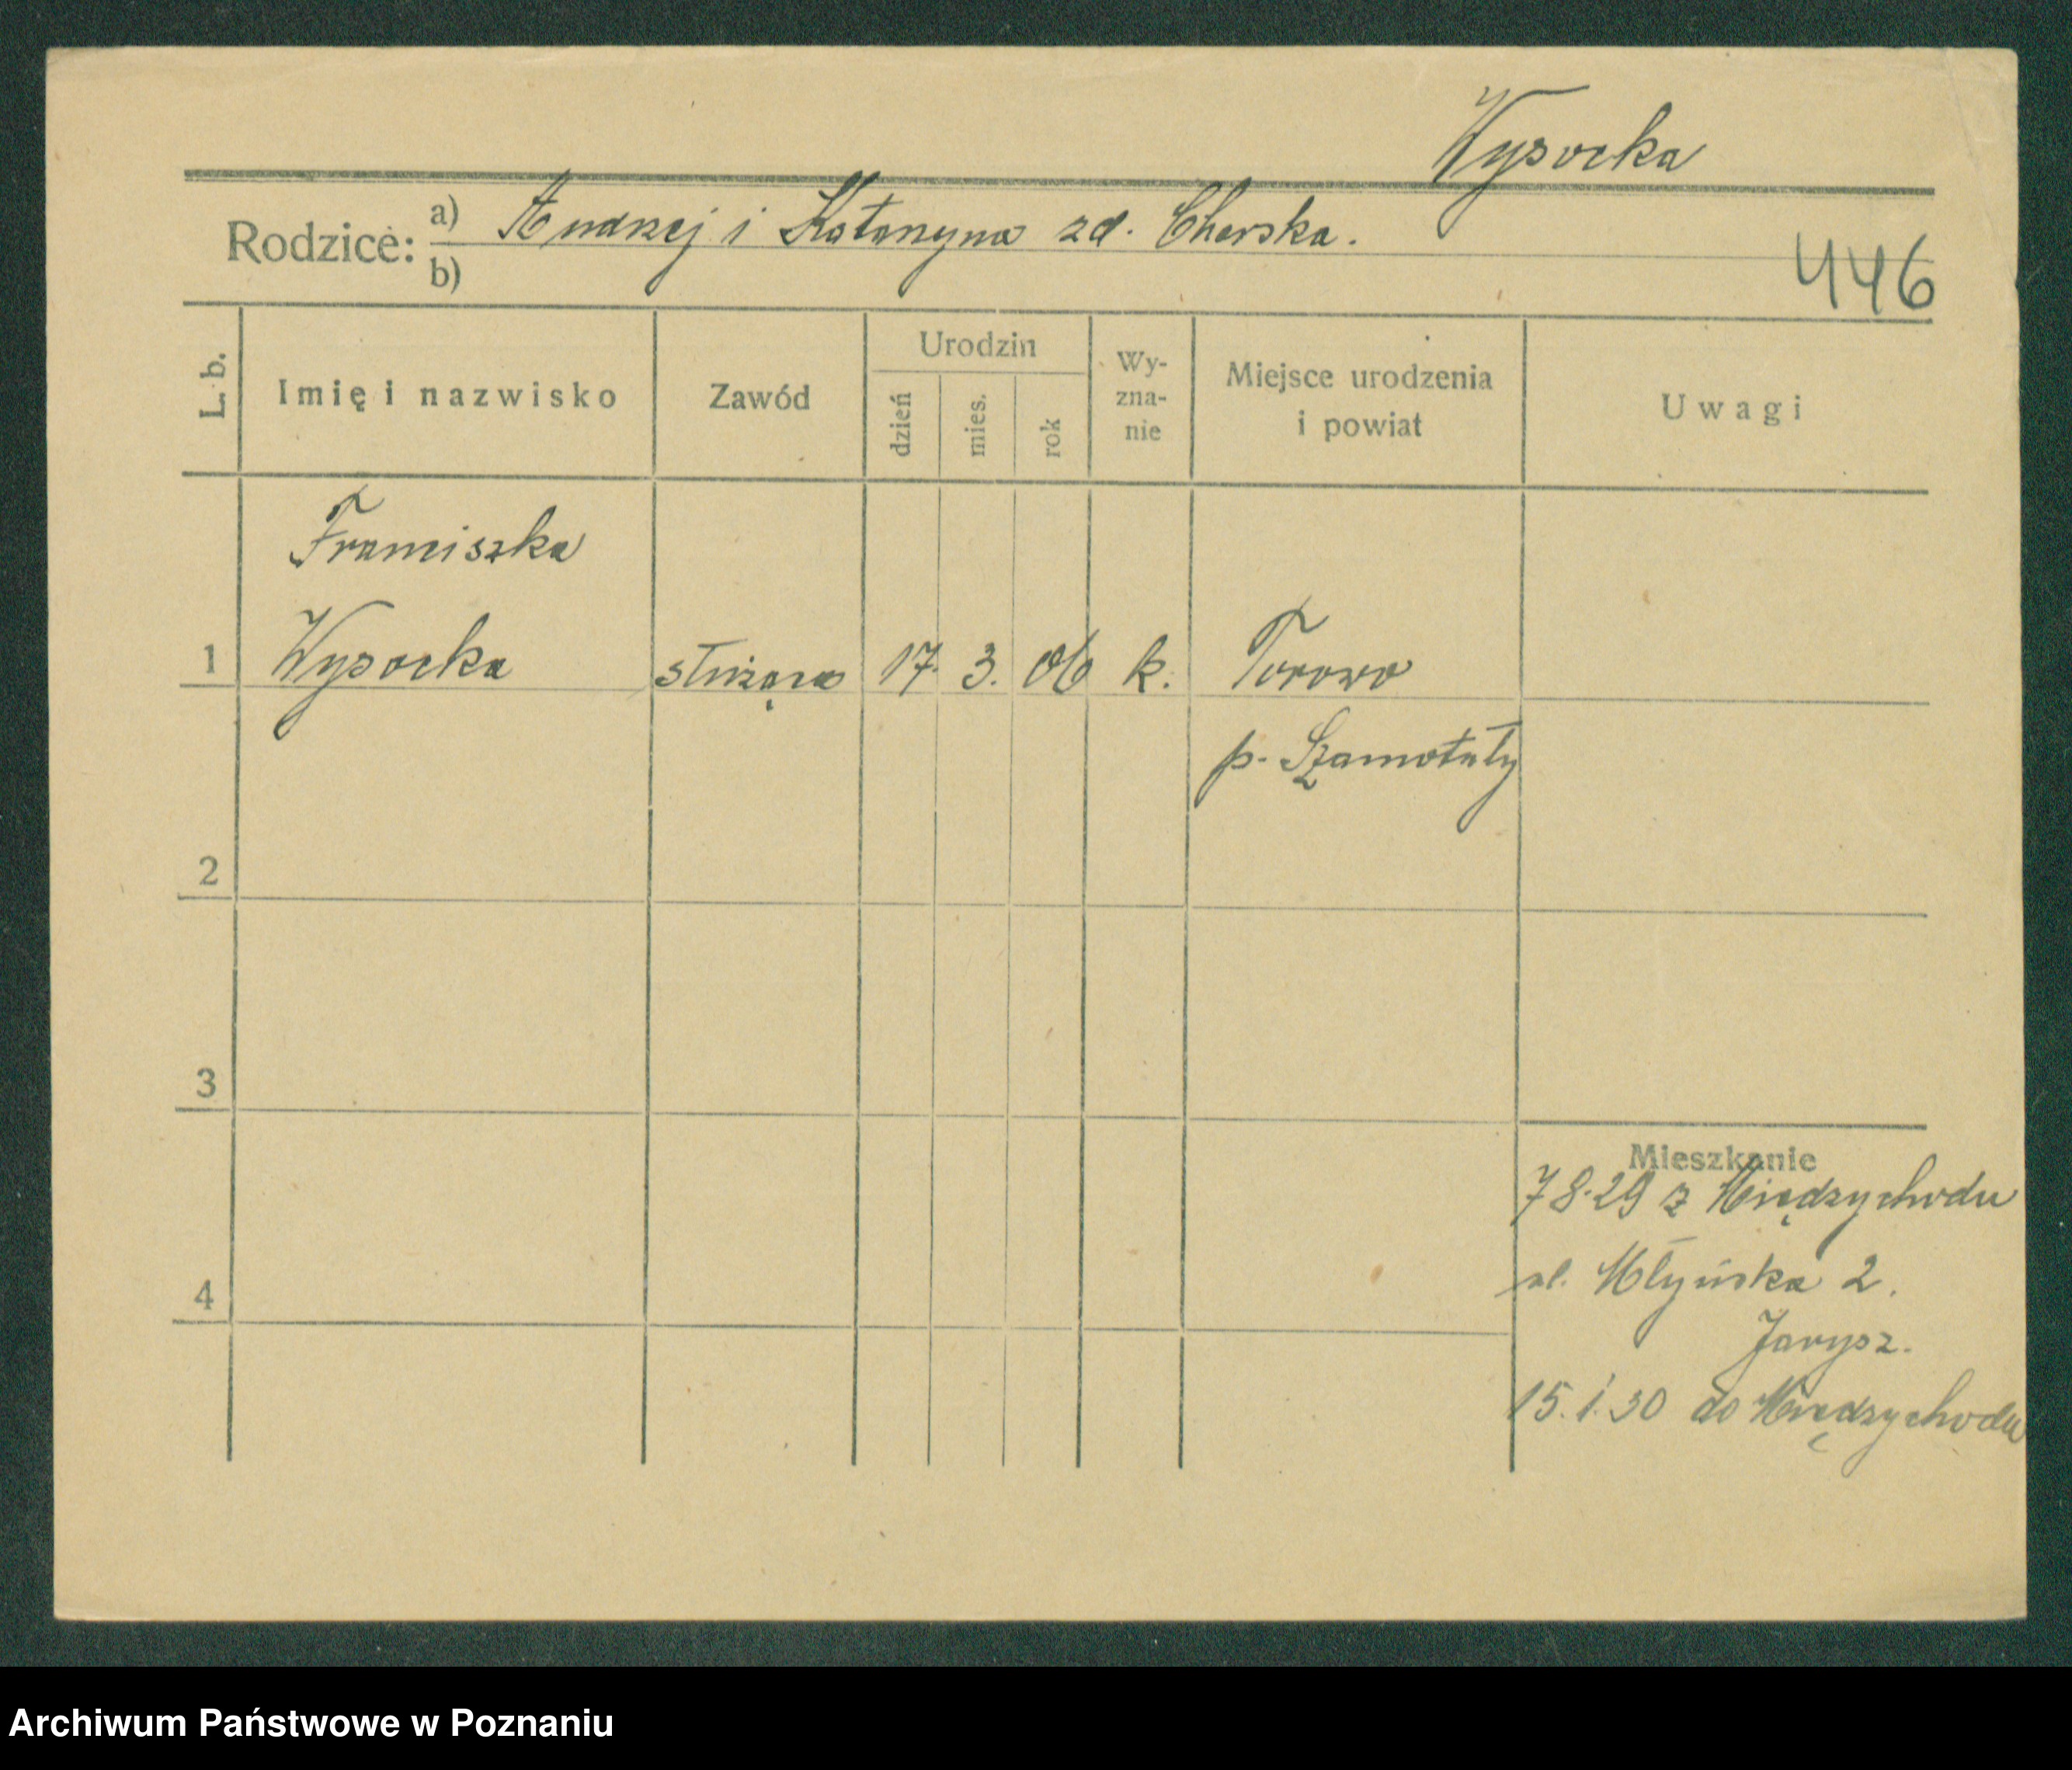 Wysocka
Rodzice: a) Andrzej i Katarzyna zd. Cherska.
b)
446
L. b. Imię i nazwisko Zawód Urodzin dzień mies. rok Wy-zna-nie Miejsce urodzenia i powiat Uwagi
Franciszka
1 Wysocka służąca 17. 3. 06 k. Torowo
p. Szamotuły
2
3
Mieszkanie
7 8.29 z Międzychodu
4 ul. Młyńska 2.
Jarysz.
15.1.30 do Międzychodu
Archiwum Państwowe w Poznaniu